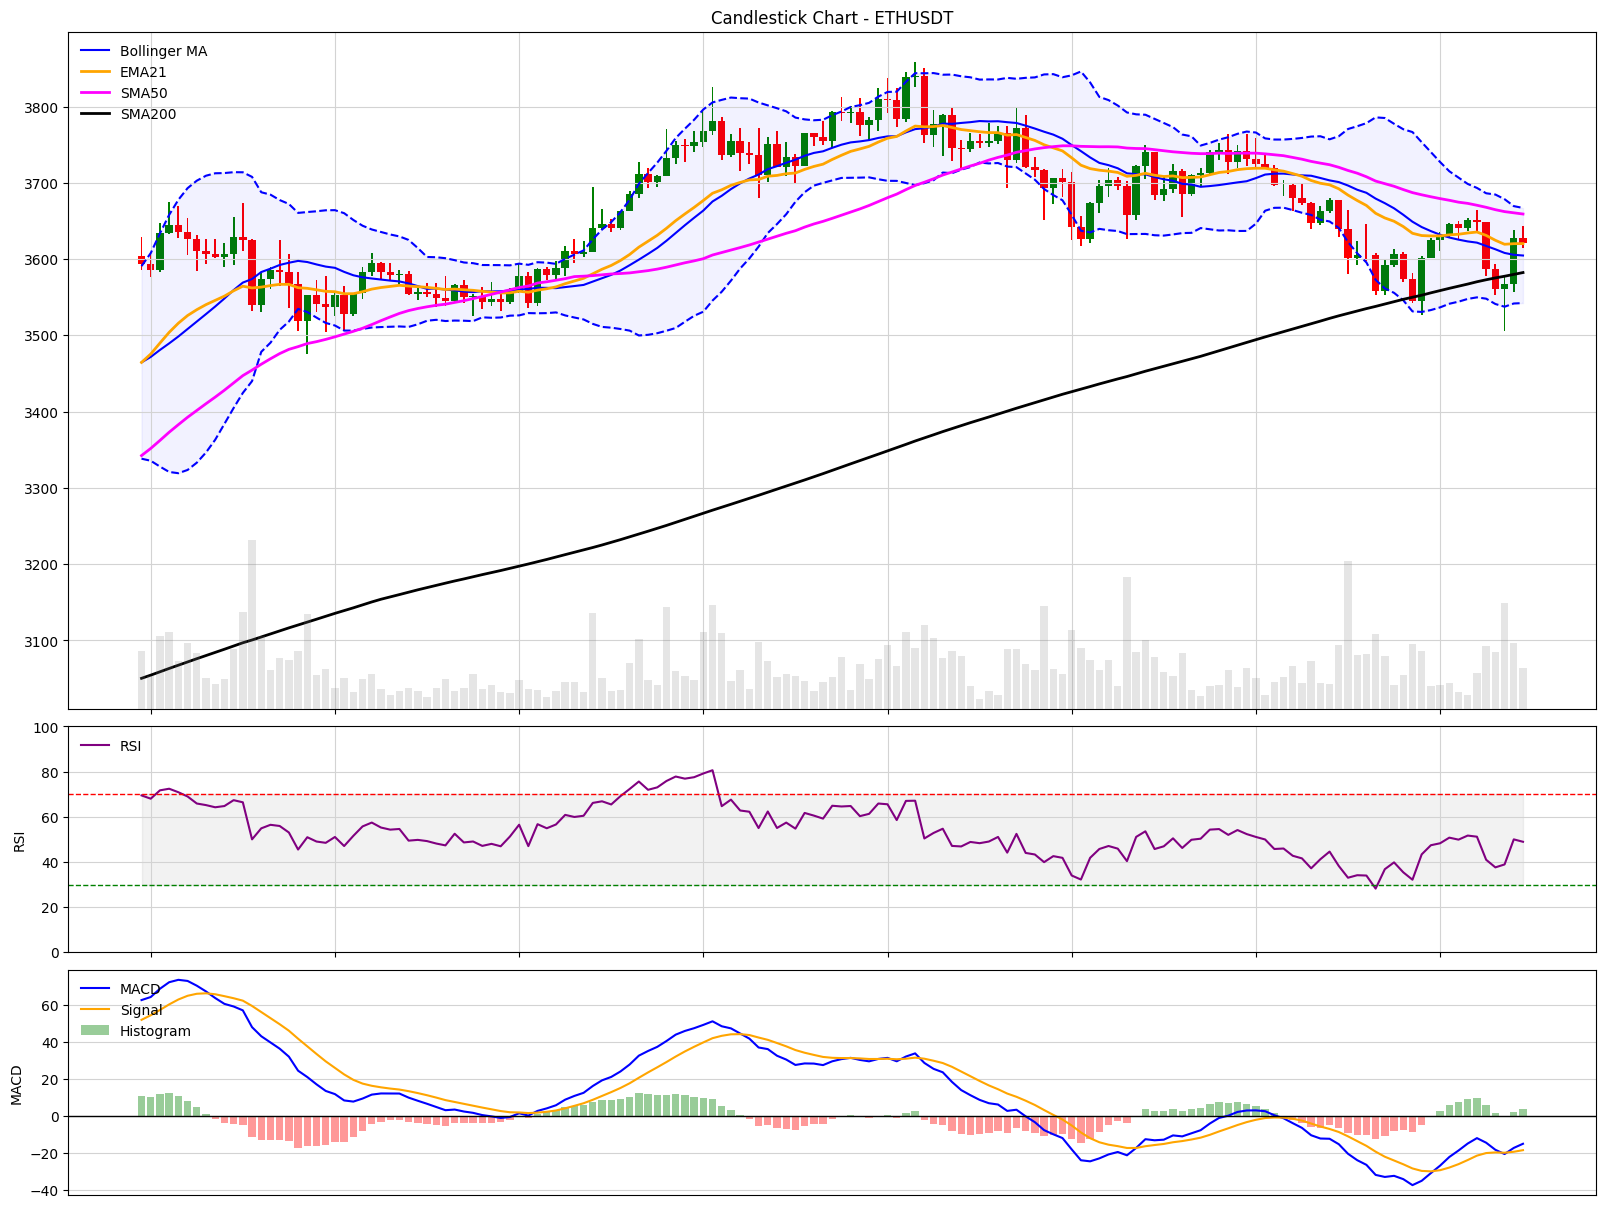 Candlestick Chart - ETHUSDT
Bollinger MA
EMA21
SMA50
SMA200
3800
3700
3600
3500
3400
3300
3200
3100
100
80
60
40
20
0
RSI
RSI
60
40
20
0
−20
−40
MACD
MACD
Signal
Histogram